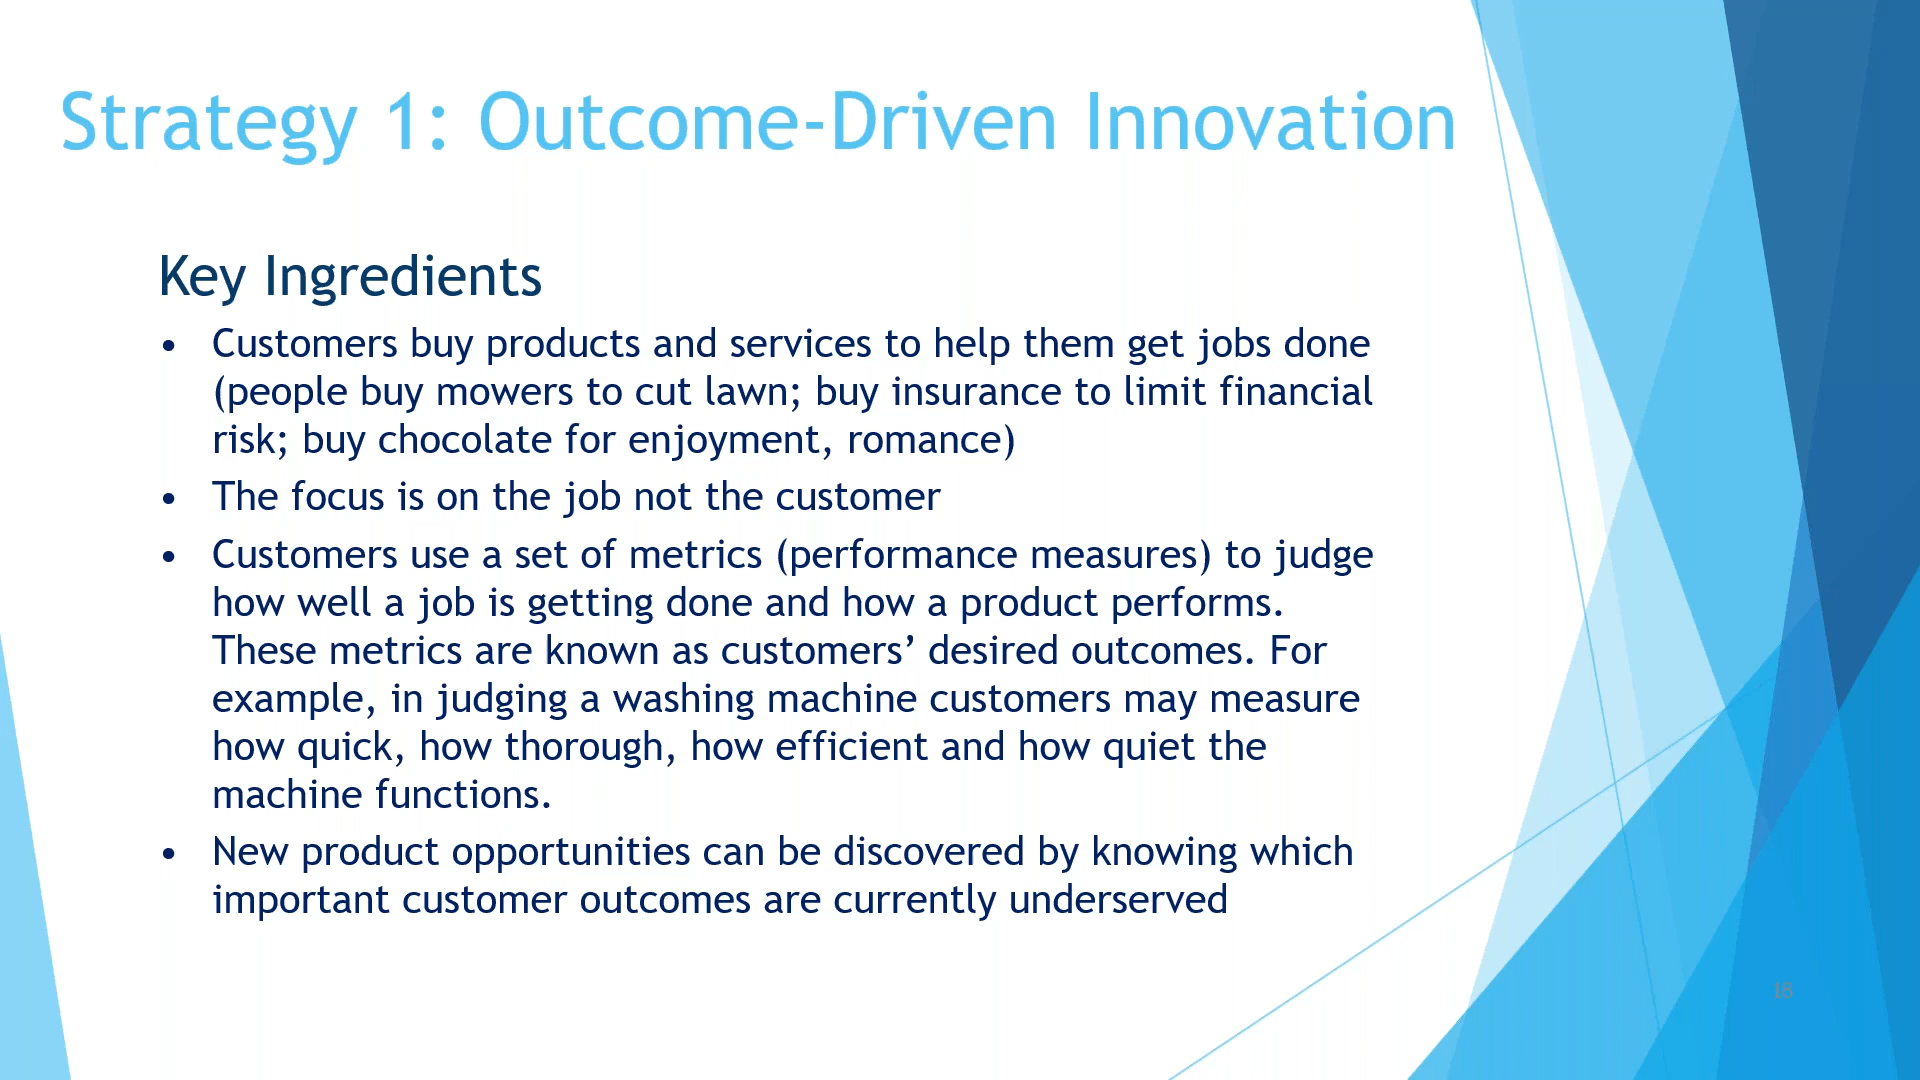 Strategy 1: Outcome-Driven Innovation
Key Ingredients
• Customers buy products and services to help them get jobs done
(people buy mowers to cut lawn; buy insurance to limit financial
risk; buy chocolate for enjoyment, romance)
• The focus is on the job not the customer
• Customers use a set of metrics (performance measures) to judge
how well a job is getting done and how a product performs.
These metrics are known as customers’ desired outcomes. For
example, in judging a washing machine customers may measure
how quick, how thorough, how efficient and how quiet the
machine functions.
• New product opportunities can be discovered by knowing which
important customer outcomes are currently underserved
18